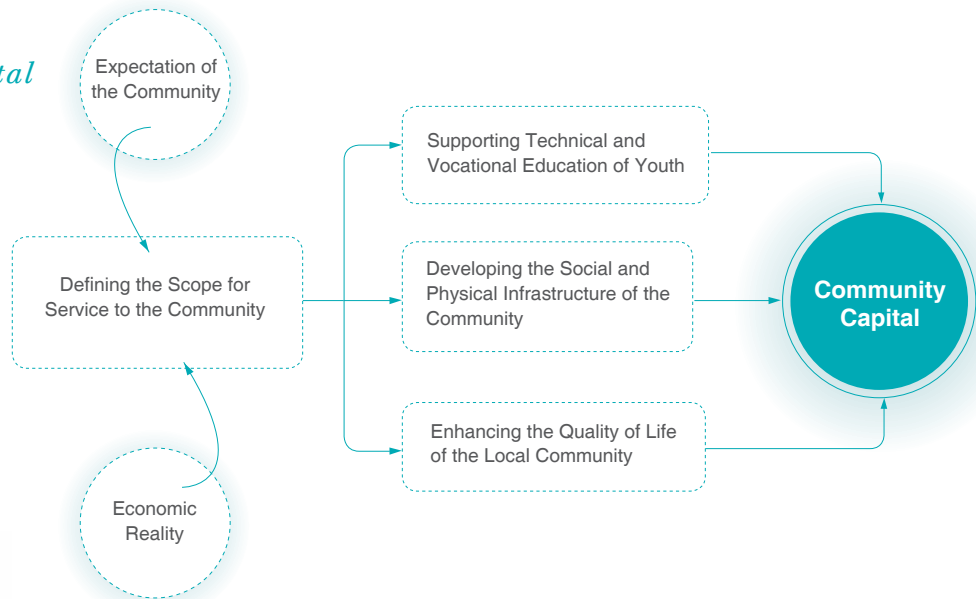 tal
Expectation of
the Community
Supporting Technical and
Vocational Education of Youth
Defining the Scope for
Service to the Community
Developing the Social and
Physical Infrastructure of the
Community
Community
Capital
Enhancing the Quality of Life
of the Local Community
Economic
Reality